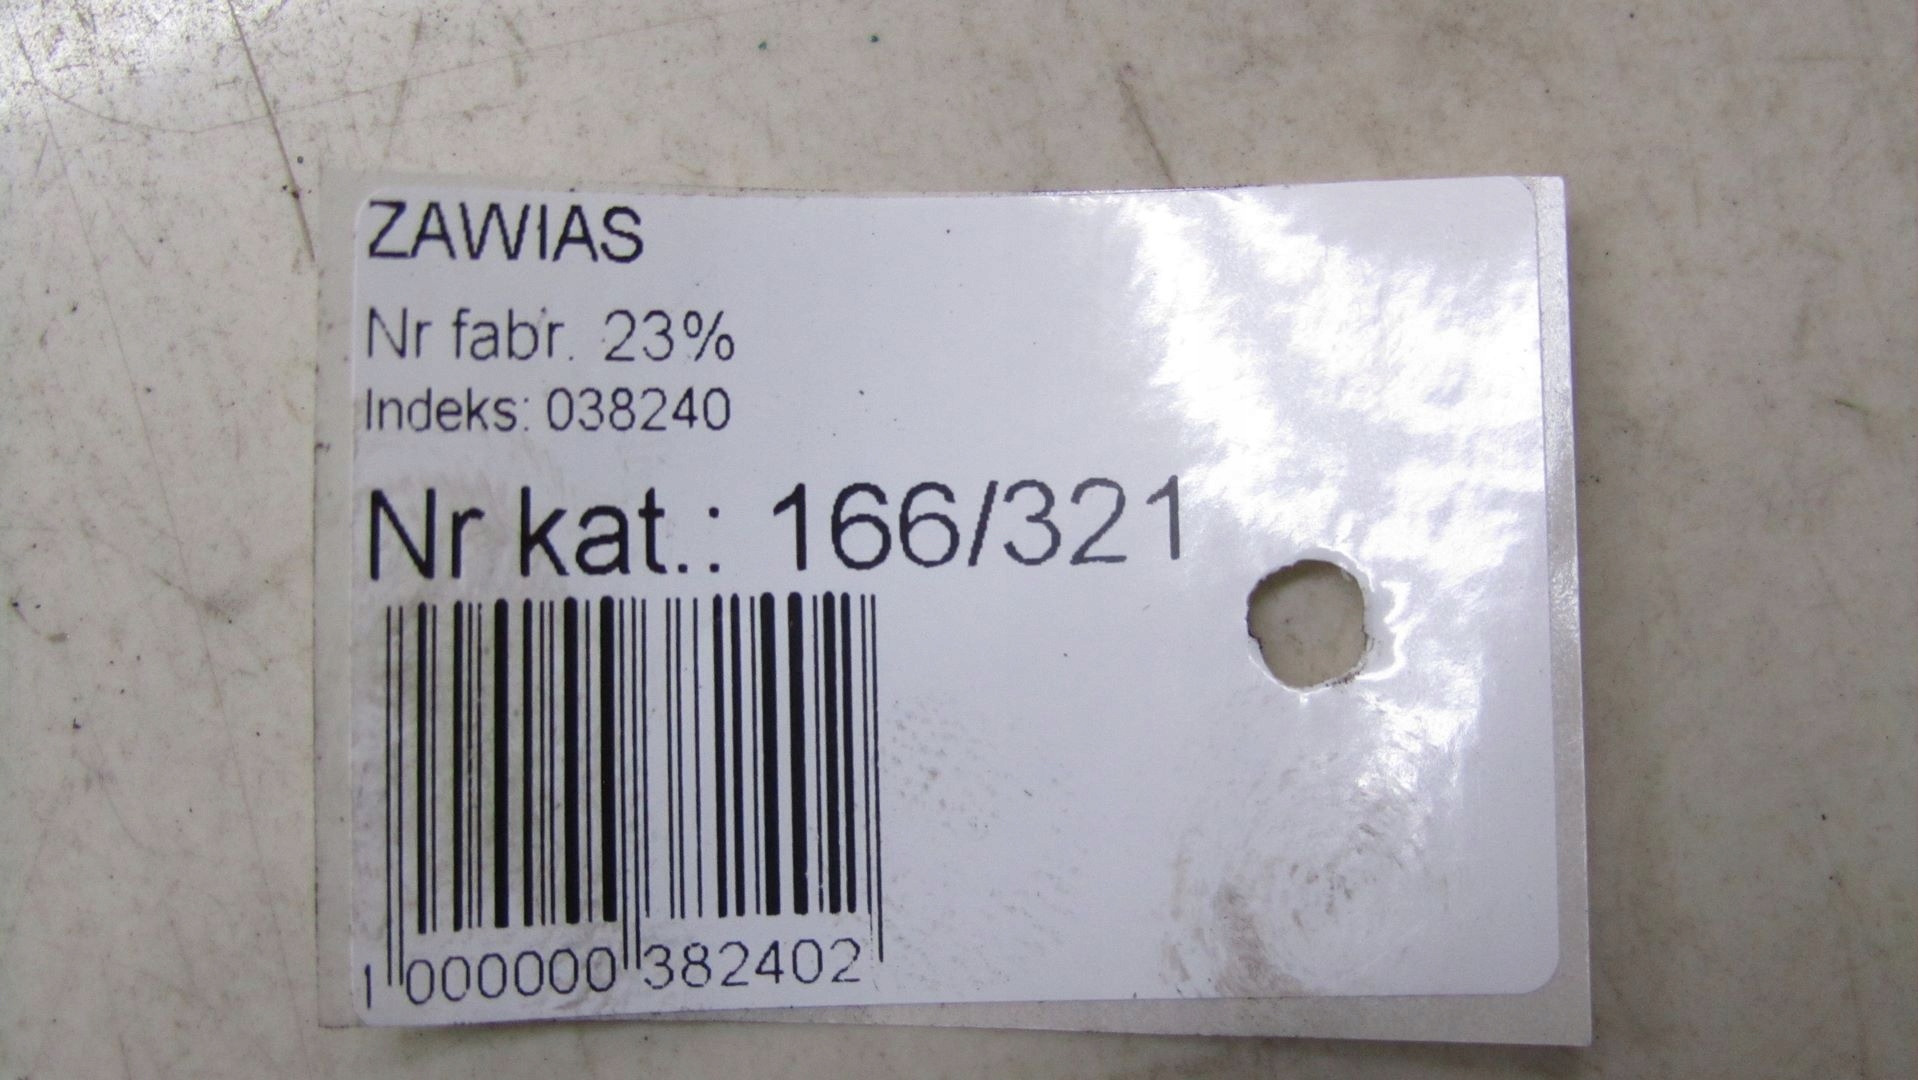 ZAWIAS
Nr fabr. 23%
Indeks: 038240
Nr kat.: 166/321
1 000000 382402